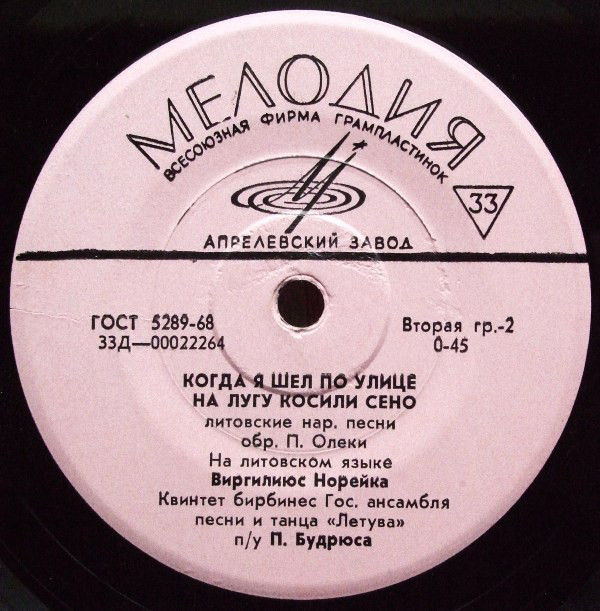 МЕЛОДИЯ
ВСЕСОЮЗНАЯ ФИРМА ГРАМПЛАСТИНОК
33
АПРЕЛЕВСКИЙ ЗАВОД
ГОСТ 5289-68
33Д—00022264
Вторая гр.-2
0-45
КОГДА Я ШЕЛ ПО УЛИЦЕ
НА ЛУГУ КОСИЛИ СЕНО
литовские нар. песни
обр. П. Олеки
На литовском языке
Виргилиюс Норейка
Квинтет бирбинес Гос. ансамбля
песни и танца «Летува»
п/у П. Будрюса